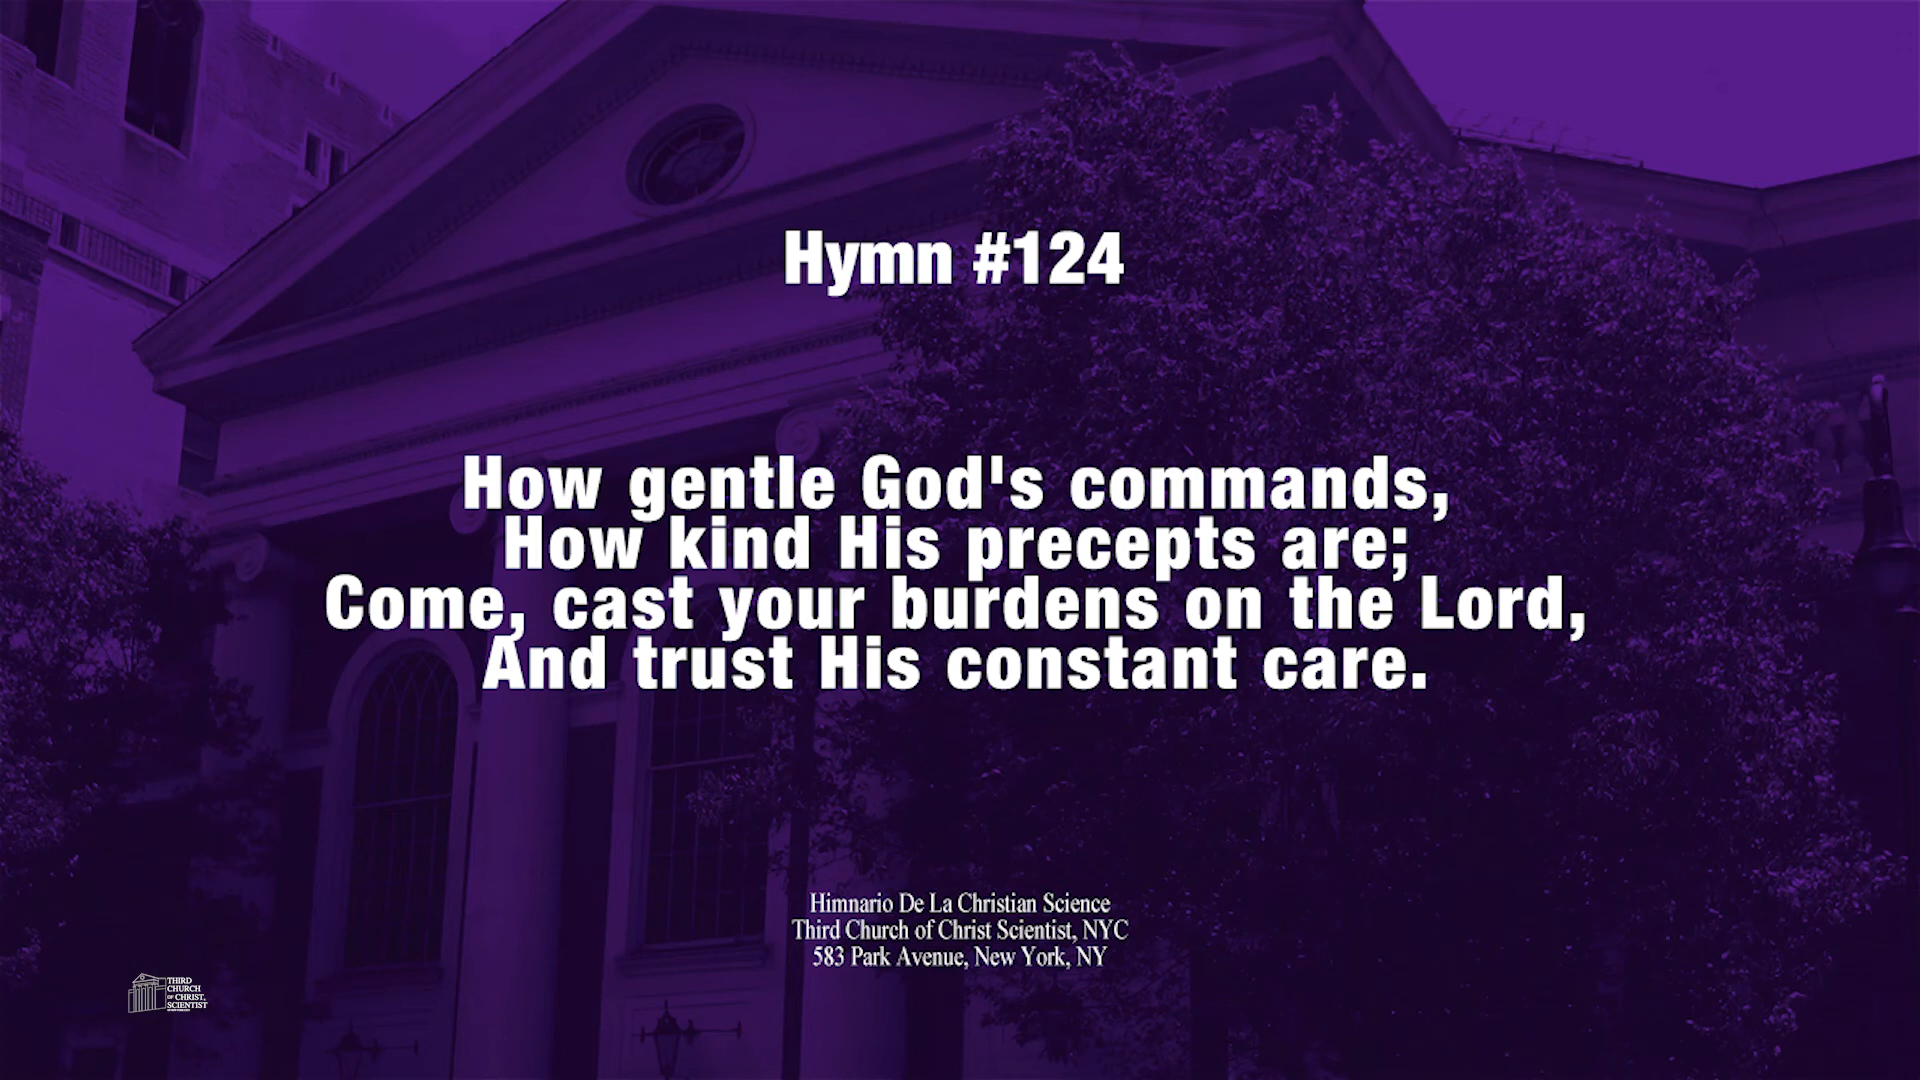 Hymn #124
How gentle God's commands,
How kind His precepts are;
Come, cast your burdens on the Lord,
And trust His constant care.
Himnario De La Christian Science
Third Church of Christ Scientist, NYC
583 Park Avenue, New York, NY
THIRD
CHURCH
OF CHRIST,
SCIENTIST